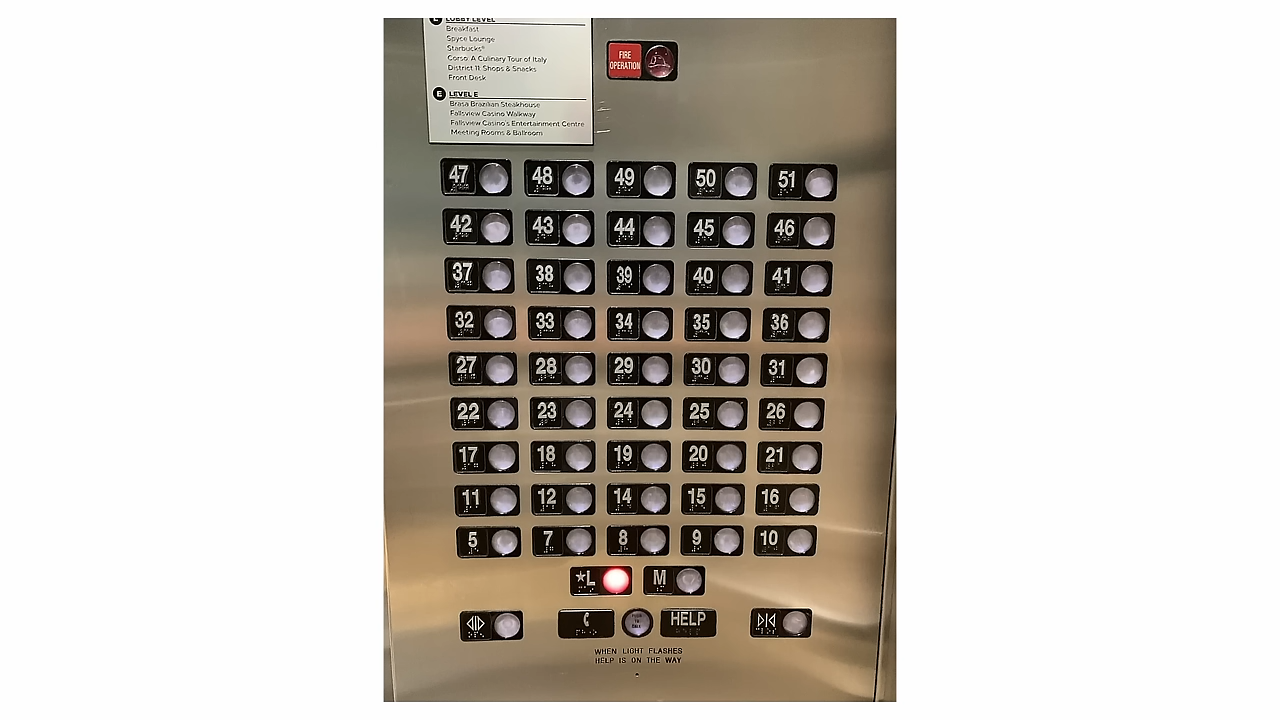 L LOBBY LEVEL
Breakfast
Spyce Lounge
Starbucks®
Corso: A Culinary Tour of Italy
District 11: Shops & Snacks
Front Desk
E LEVEL E
Brasa Brazilian Steakhouse
Fallsview Casino Walkway
Fallsview Casino's Entertainment Centre
Meeting Rooms & Ballroom
FIRE
OPERATION
47 48 49 50 51
42 43 44 45 46
37 38 39 40 41
32 33 34 35 36
27 28 29 30 31
22 23 24 25 26
17 18 19 20 21
11 12 14 15 16
5 7 8 9 10
★L M
HELP
WHEN LIGHT FLASHES
HELP IS ON THE WAY